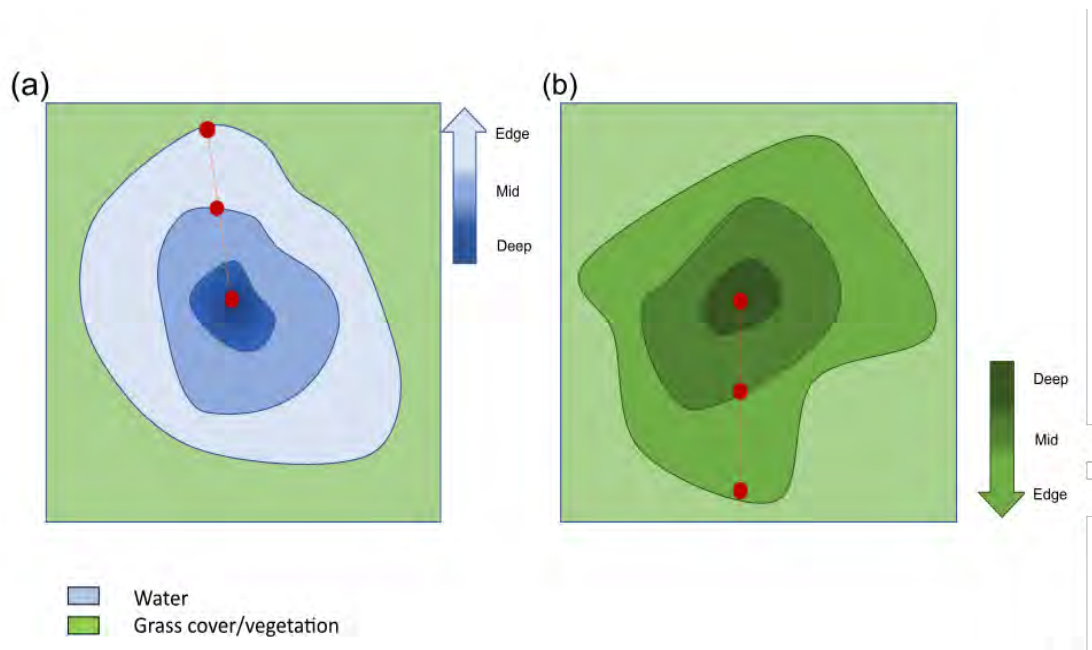 (a)
Edge
Mid
Deep
(b)
Deep
Mid
Edge
Water
Grass cover/vegetation